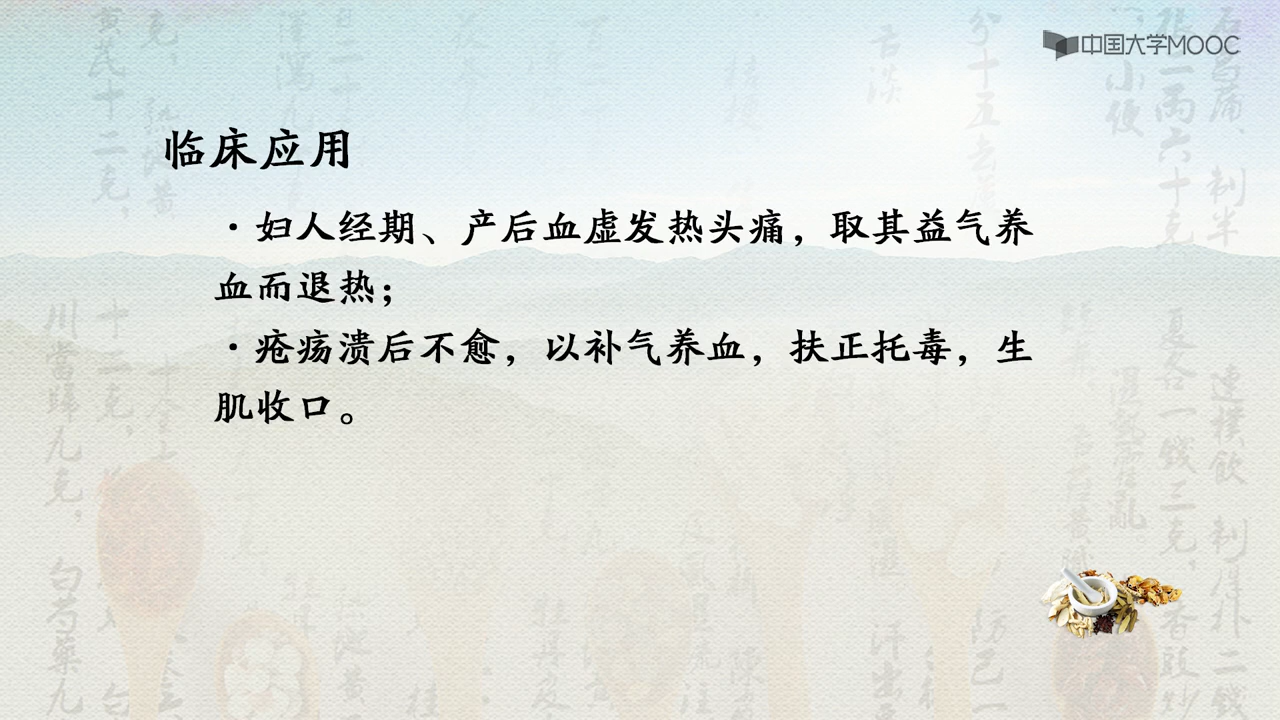 中国大学MOOC
临床应用
·妇人经期、产后血虚发热头痛，取其益气养
血而退热；
·疮疡溃后不愈，以补气养血，扶正托毒，生
肌收口。